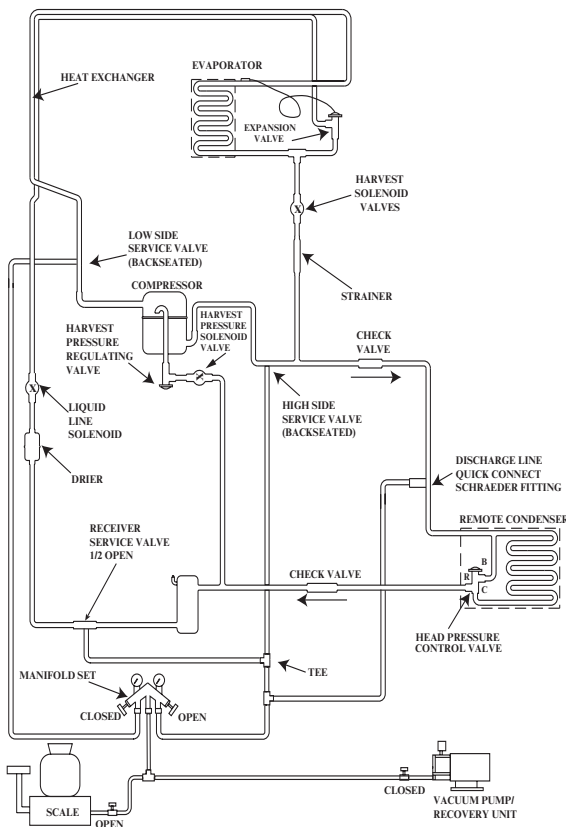 EVAPORATOR
HEAT EXCHANGER
EXPANSION
VALVE
HARVEST
SOLENOID
VALVES
X
LOW SIDE
SERVICE VALVE
(BACKSEATED)
COMPRESSOR
STRAINER
HARVEST
PRESSURE
SOLENOID
VALVE
HARVEST
PRESSURE
REGULATING
VALVE
X
CHECK
VALVE
X
LIQUID
LINE
SOLENOID
HIGH SIDE
SERVICE VALVE
(BACKSEATED)
DRIER
DISCHARGE LINE
QUICK CONNECT
SCHRAEDER FITTING
RECEIVER
SERVICE VALVE
1/2 OPEN
REMOTE CONDENSER
B
R
C
CHECK VALVE
HEAD PRESSURE
CONTROL VALVE
TEE
MANIFOLD SET
CLOSED
OPEN
CLOSED
SCALE
OPEN
VACUUM PUMP/
RECOVERY UNIT